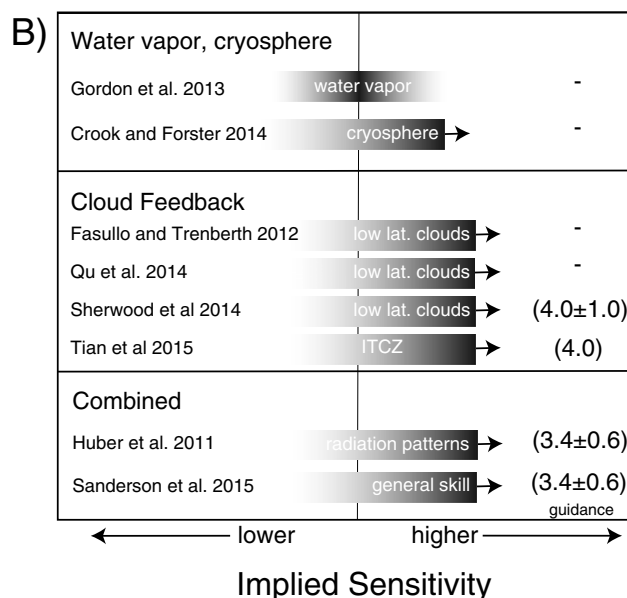 B)
Water vapor, cryosphere
Gordon et al. 2013 water vapor -
Crook and Forster 2014 cryosphere -
Cloud Feedback
Fasullo and Trenberth 2012 low lat. clouds -
Qu et al. 2014 low lat. clouds -
Sherwood et al 2014 low lat. clouds (4.0±1.0)
Tian et al 2015 ITCZ (4.0)
Combined
Huber et al. 2011 radiation patterns (3.4±0.6)
Sanderson et al. 2015 general skill (3.4±0.6)
guidance
lower higher
Implied Sensitivity